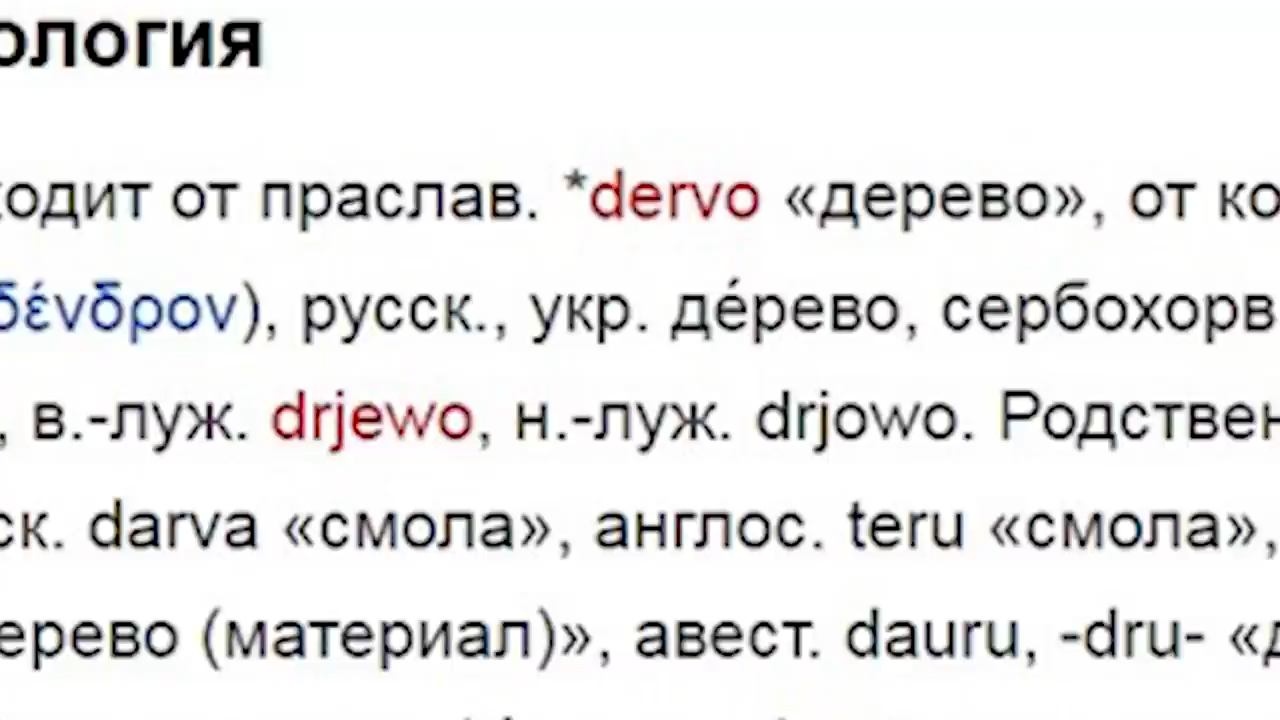 ология
ходит от праслав. *dervo «дерево», от ко
δένδρον), русск., укр. де́рево, сербохорв
, в.-луж. drjewo, н.-луж. drjowo. Родствен
ск. darva «смола», англос. teru «смола»,
ерево (материал)», авест. dauru, -dru- «д